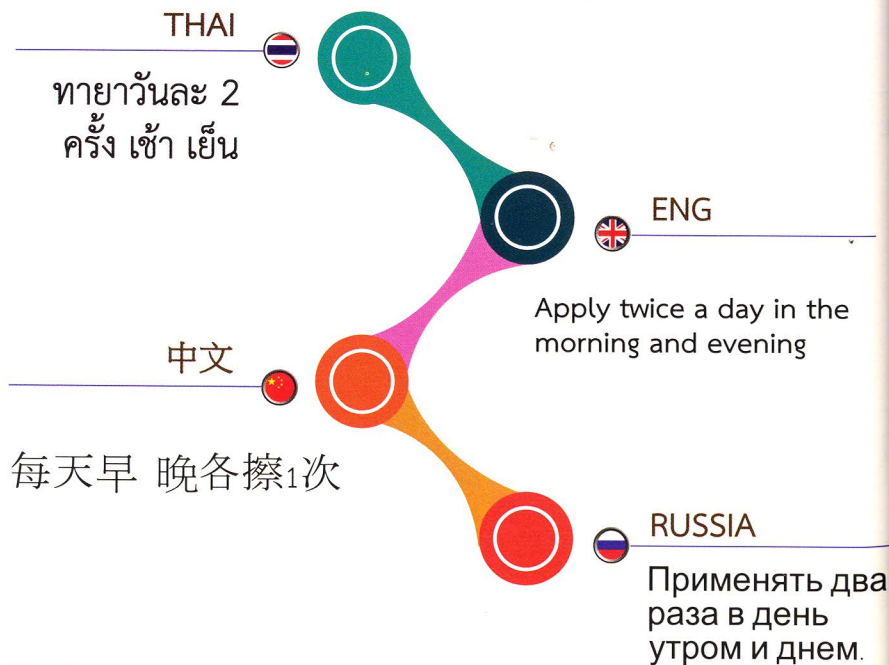 THAI
ทายาวันละ 2
ครั้ง เช้า เย็น
ENG
Apply twice a day in the
morning and evening
中文
每天早 晚各擦1次
RUSSIA
Применять два
раза в день
утром и днем.